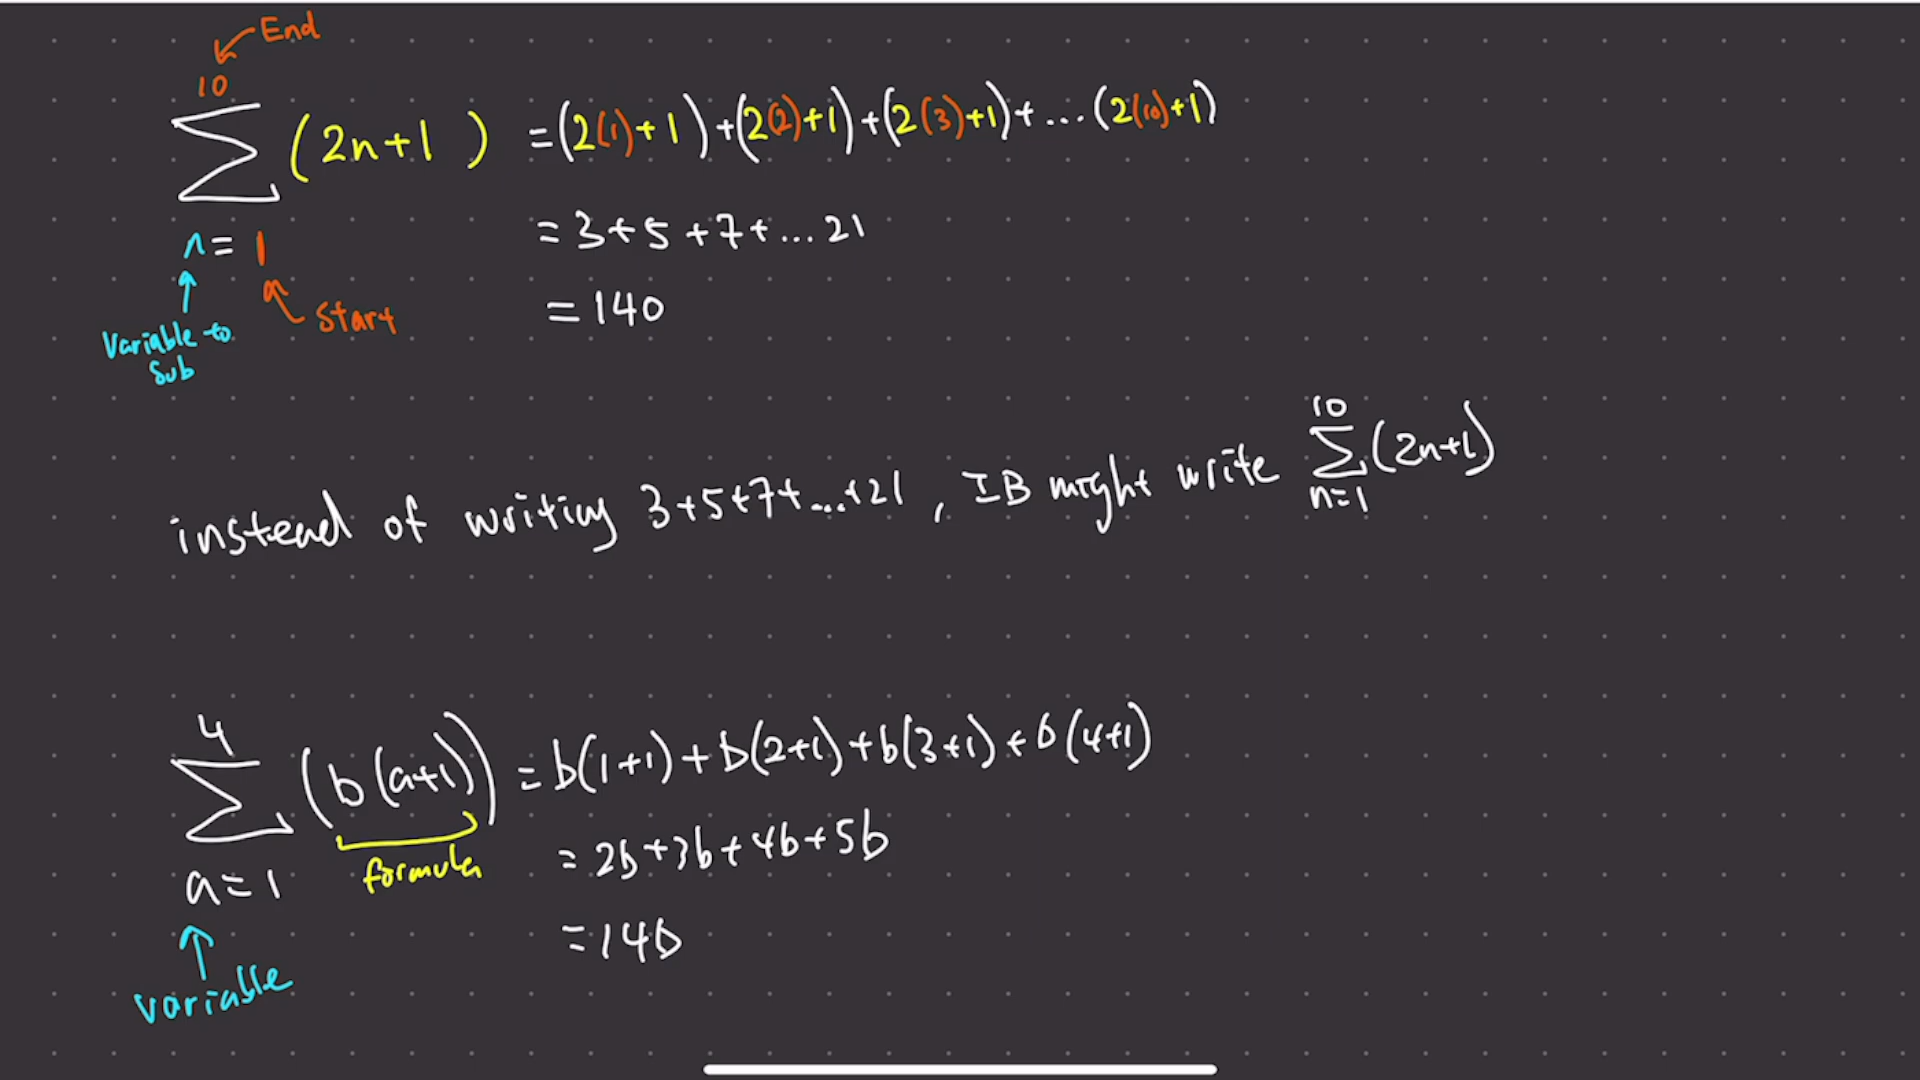 End
10
∑ (2n+1) = (2(1)+1) + (2(2)+1) + (2(3)+1) + ... (2(10)+1)
n = 1
= 3+5+7+...21
Start
= 140
Variable to
Sub
instead of writing 3+5+7+...+21, IB might write 10 ∑ n=1 (2n+1)
4
∑ (b(a+1)) = b(1+1) + b(2+1) + b(3+1) + b(4+1)
a = 1
formula
= 2b+3b+4b+5b
= 14b
variable